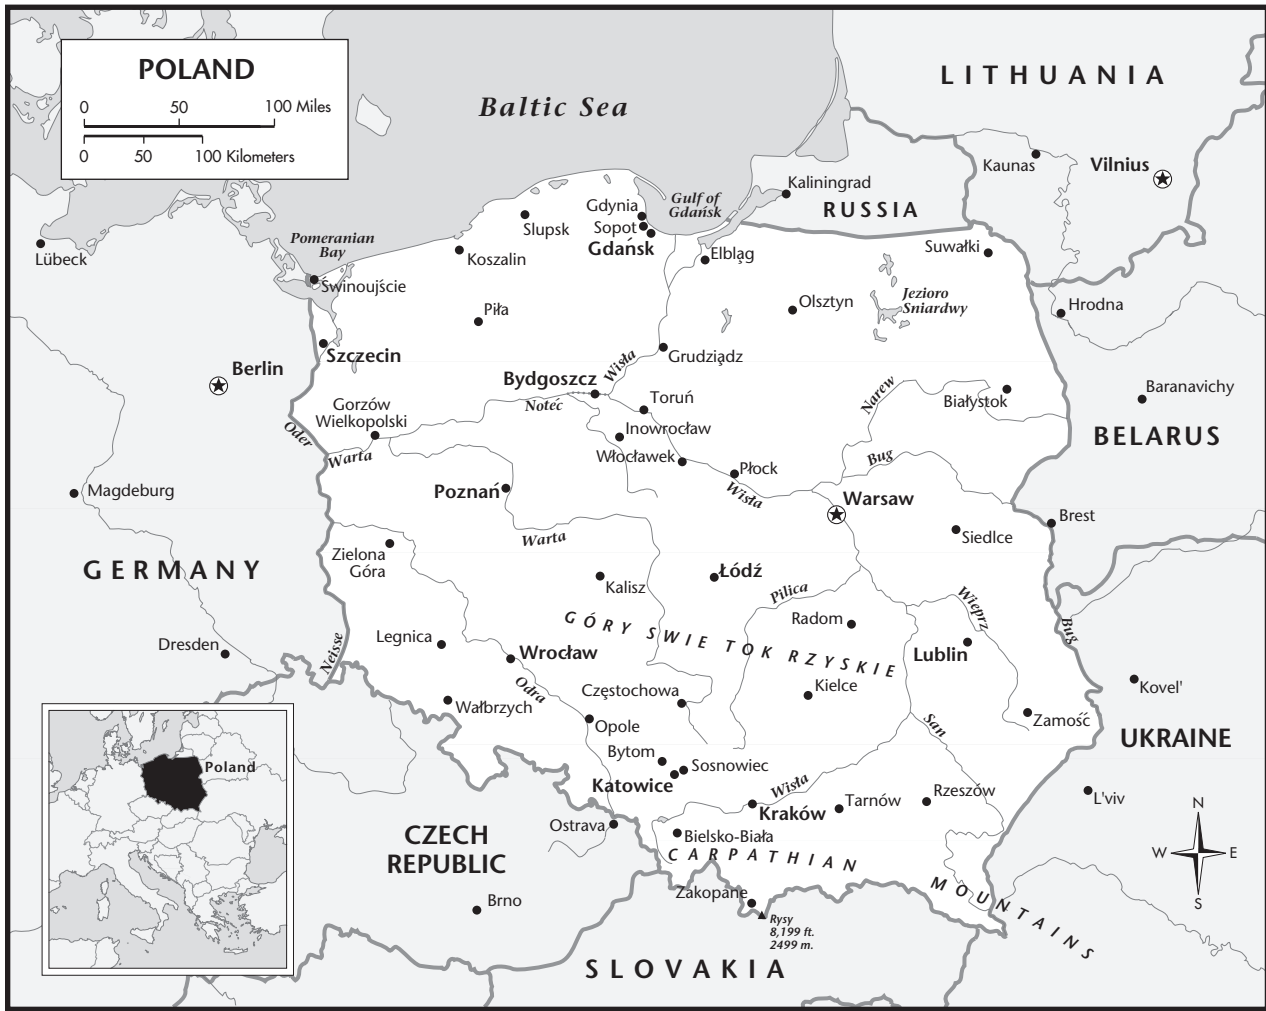 POLAND
0 50 100 Miles
0 50 100 Kilometers
Baltic Sea
LITHUANIA
Kaunas
Vilnius
Kaliningrad
RUSSIA
Gulf of
Gdańsk
Gdynia
Sopot
Gdańsk
Slupsk
Koszalin
Pomeranian
Bay
Lübeck
Świnoujście
Elbląg
Suwałki
Jezioro
Sniardwy
Olsztyn
Hrodna
Piła
Szczecin
Berlin
Grudziądz
Wisła
Bydgoszcz
Noteć
Toruń
Narew
Białystok
Baranavichy
BELARUS
Gorzów
Wielkopolski
Oder
Warta
Inowrocław
Włocławek
Płock
Wisła
Bug
Magdeburg
Poznań
Warsaw
Brest
Siedlce
Warta
Zielona
Góra
GERMANY
Kalisz
Łódź
Pilica
Radom
Wieprz
Bug
GÓRY SWIE TOK RZYSKIE
Lublin
Dresden
Neisse
Legnica
Wrocław
Odra
Wałbrzych
Częstochowa
Kielce
Kovel'
Zamość
San
Opole
UKRAINE
Bytom
Sosnowiec
Katowice
Wisła
Kraków
Tarnów
Rzeszów
L'viv
Ostrava
Bielsko-Biała
CARPATHIAN
MOUNTAINS
CZECH
REPUBLIC
Brno
Zakopane
Rysy
8,199 ft.
2499 m.
SLOVAKIA
Poland
N
W E
S